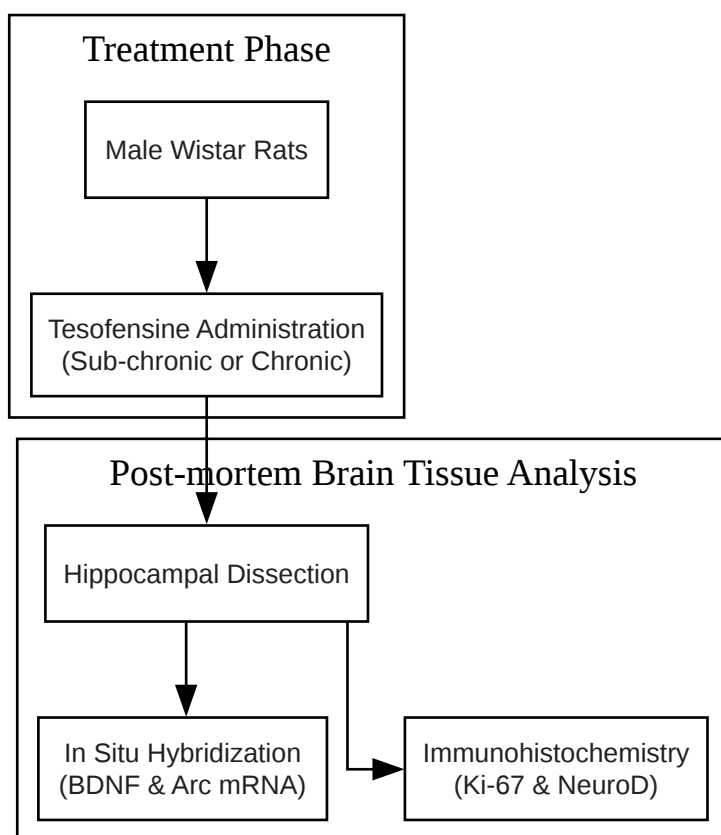 Treatment Phase
Male Wistar Rats
Tesofensine Administration
(Sub-chronic or Chronic)
Post-mortem Brain Tissue Analysis
Hippocampal Dissection
In Situ Hybridization
(BDNF & Arc mRNA)
Immunohistochemistry
(Ki-67 & NeuroD)